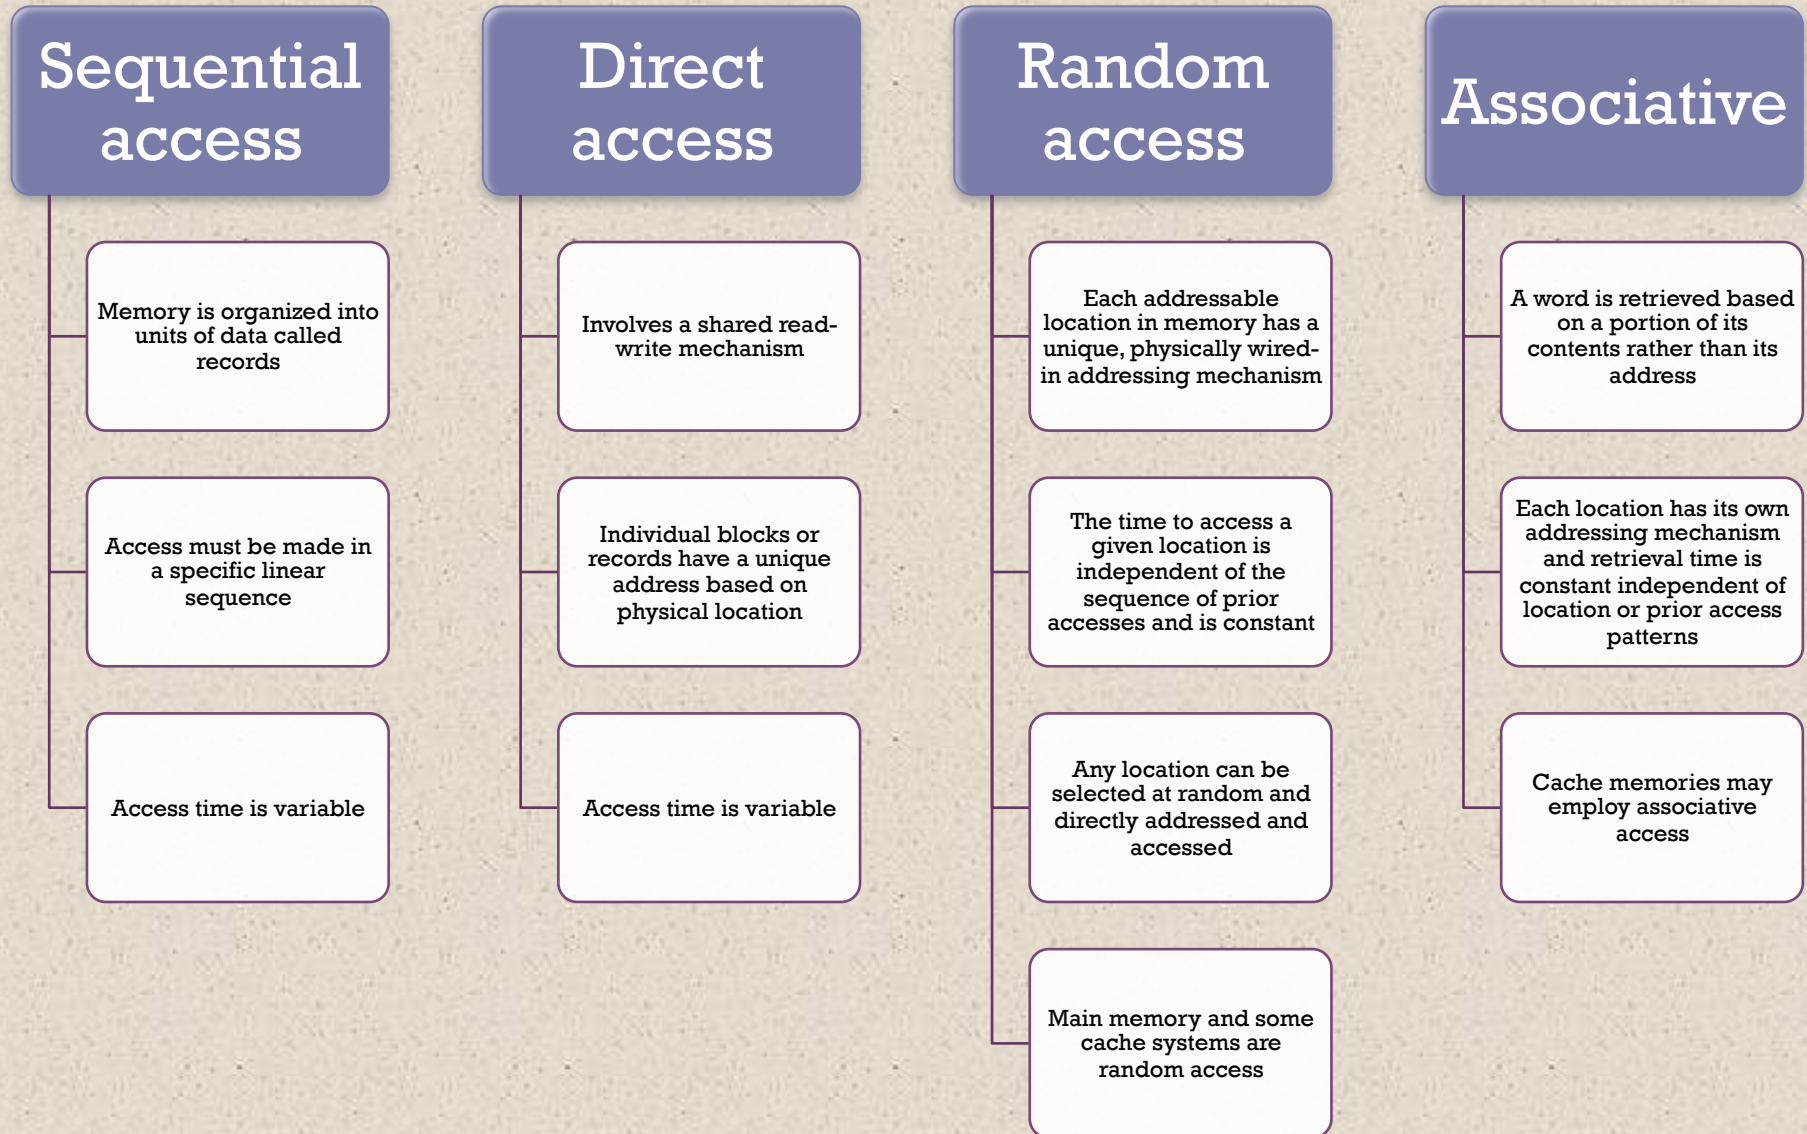 Sequential
access
Memory is organized into
units of data called
records
Access must be made in
a specific linear
sequence
Access time is variable
Direct
access
Involves a shared read-
write mechanism
Individual blocks or
records have a unique
address based on
physical location
Access time is variable
Random
access
Each addressable
location in memory has a
unique, physically wired-
in addressing mechanism
The time to access a
given location is
independent of the
sequence of prior
accesses and is constant
Any location can be
selected at random and
directly addressed and
accessed
Main memory and some
cache systems are
random access
Associative
A word is retrieved based
on a portion of its
contents rather than its
address
Each location has its own
addressing mechanism
and retrieval time is
constant independent of
location or prior access
patterns
Cache memories may
employ associative
access